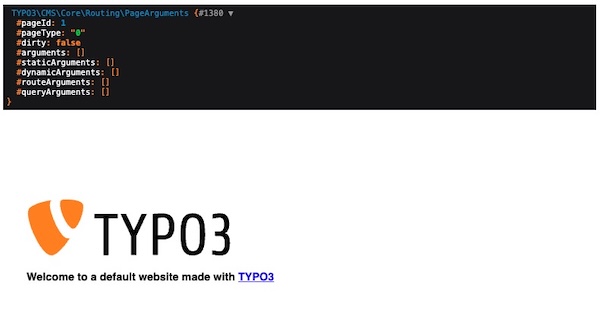 TYPO3\CMS\Core\Routing\PageArguments {#1380 ▼
#pageId: 1
#pageType: "0"
#dirty: false
#arguments: []
#staticArguments: []
#dynamicArguments: []
#routeArguments: []
#queryArguments: []
}
TYPO3
Welcome to a default website made with TYPO3